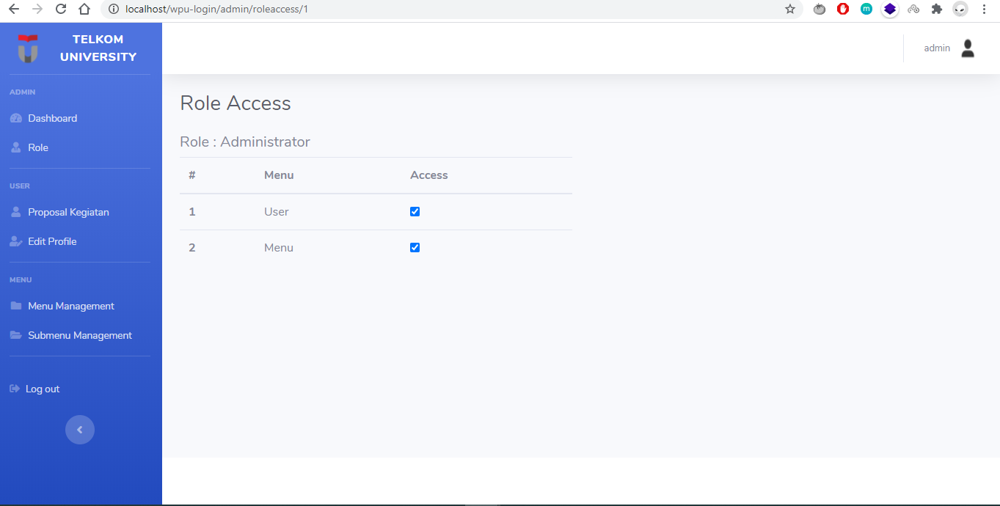 localhost/wpu-login/admin/roleaccess/1
m
TELKOM
UNIVERSITY
admin
ADMIN
Dashboard
Role
USER
Proposal Kegiatan
Edit Profile
MENU
Menu Management
Submenu Management
Log out
Role Access
Role : Administrator
# Menu Access
1 User
2 Menu